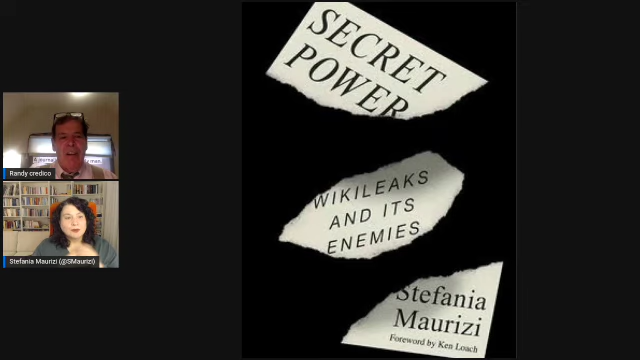 SECRET
POWER
WIKILEAKS
AND ITS
ENEMIES
Stefania
Maurizi
Foreword by Ken Loach
Randy credico
Stefania Maurizi (@SMaurizi)